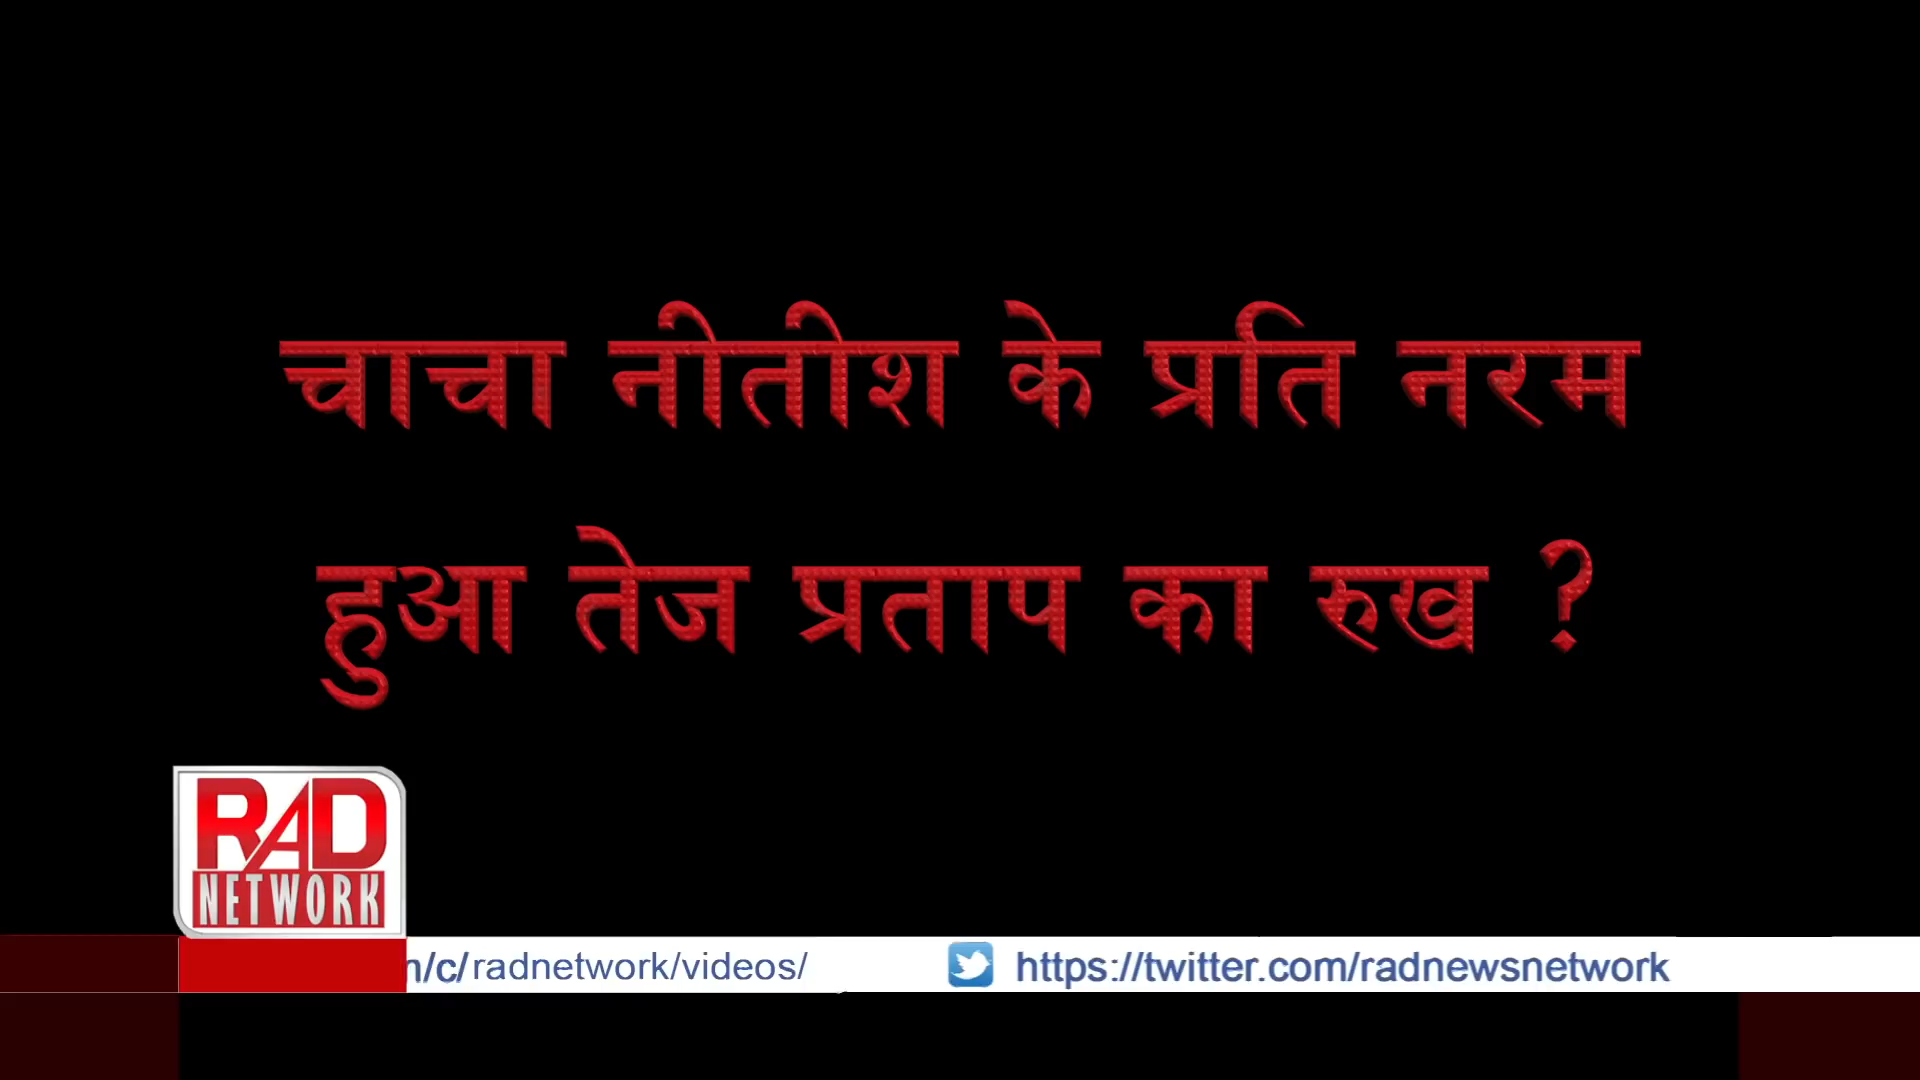 चाचा नीतीश के प्रति नरम
हुआ तेज प्रताप का रुख ?
RAD
NETWORK
n/c/radnetwork/videos/ https://twitter.com/radnewsnetwork